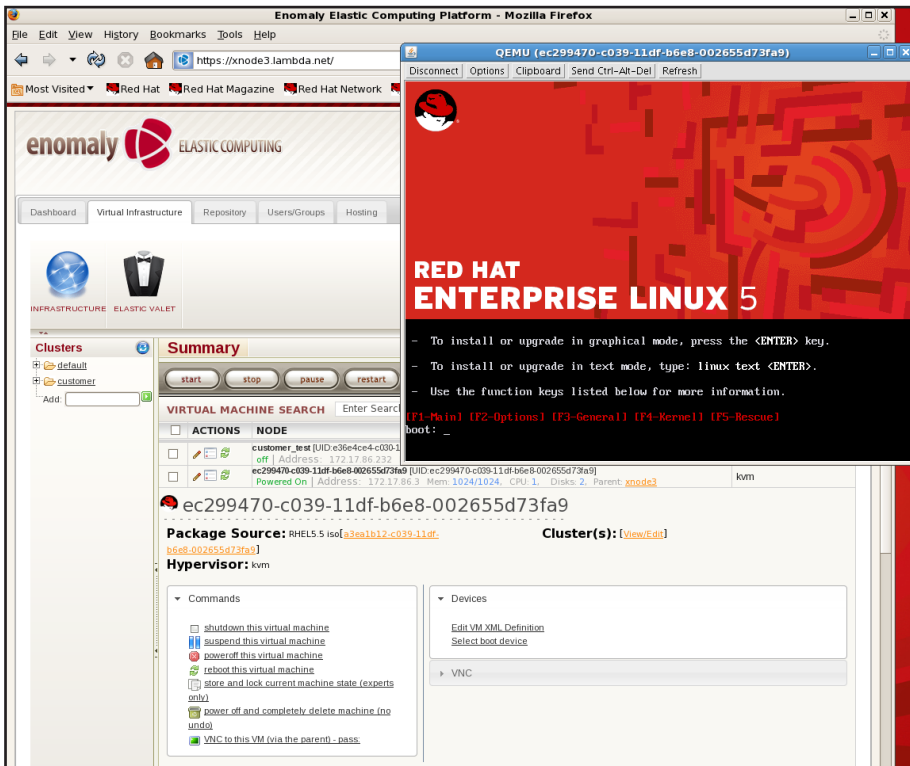 Enomaly Elastic Computing Platform - Mozilla Firefox
File Edit View History Bookmarks Tools Help
https://xnode3.lambda.net/
Most Visited Red Hat Red Hat Magazine Red Hat Network
enomaly ELASTIC COMPUTING
Dashboard Virtual Infrastructure Repository Users/Groups Hosting
INFRASTRUCTURE ELASTIC VALET
Clusters
default
customer
Add:
Summary
start stop pause restart
VIRTUAL MACHINE SEARCH Enter Searc
ACTIONS NODE
customer_test [UID:e36e4ce4-c030-1
off | Address: 172.17.86.232
ec299470-c039-11df-b6e8-002655d73fa9 [UID:ec299470-c039-11df-b6e8-002655d73fa9]
Powered On | Address: 172.17.86.3 Mem: 1024/1024, CPU: 1, Disks: 2, Parent: xnode3
kvm
ec299470-c039-11df-b6e8-002655d73fa9
Package Source: RHEL5.5 iso[a3ea1b12-c039-11df-
b6e8-002655d73fa9]
Cluster(s): [View/Edit]
Hypervisor: kvm
Commands
shutdown this virtual machine
suspend this virtual machine
poweroff this virtual machine
reboot this virtual machine
store and lock current machine state (experts
only)
power off and completely delete machine (no
undo)
VNC to this VM (via the parent) - pass:
Devices
Edit VM XML Definition
Select boot device
VNC
QEMU (ec299470-c039-11df-b6e8-002655d73fa9)
Disconnect Options Clipboard Send Ctrl-Alt-Del Refresh
RED HAT
ENTERPRISE LINUX 5
- To install or upgrade in graphical mode, press the <ENTER> key.
- To install or upgrade in text mode, type: linux text <ENTER>.
- Use the function keys listed below for more information.
[F1-Main] [F2-Options] [F3-General] [F4-Kernel] [F5-Rescue]
boot: _